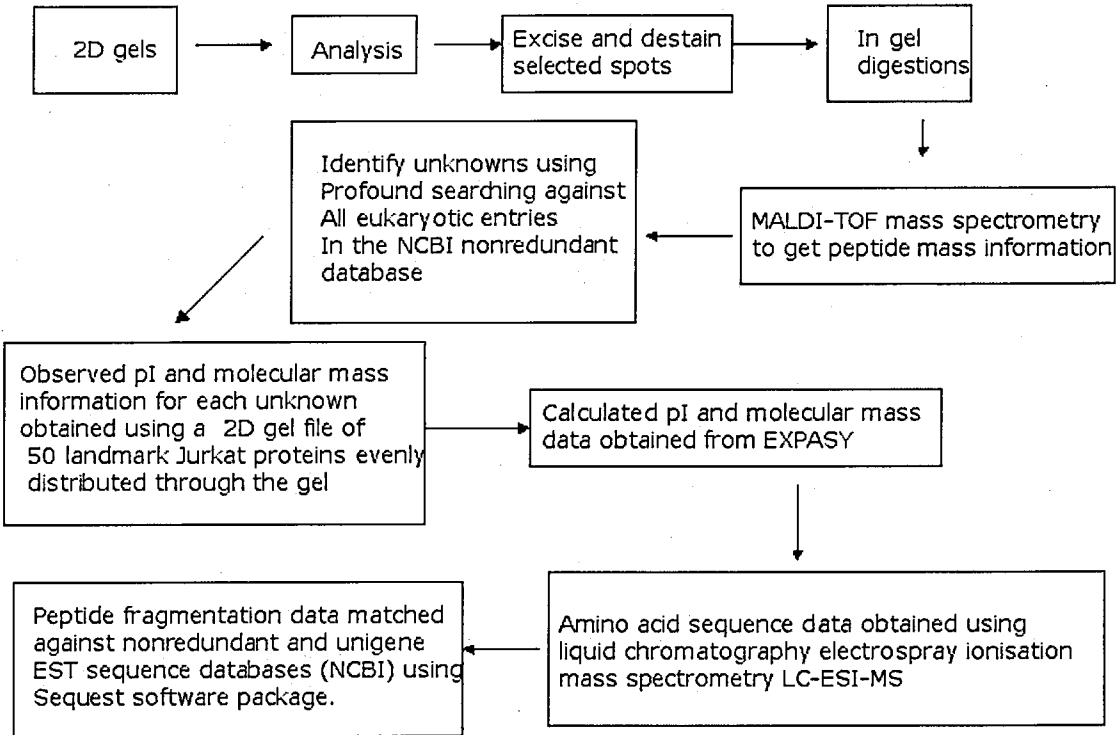 2D gels
Analysis
Excise and destain
selected spots
In gel
digestions
MALDI-TOF mass spectrometry
to get peptide mass information
Identify unknowns using
Profound searching against
All eukaryotic entries
In the NCBI nonredundant
database
Observed pI and molecular mass
information for each unknown
obtained using a 2D gel file of
50 landmark Jurkat proteins evenly
distributed through the gel
Calculated pI and molecular mass
data obtained from EXPASY
Amino acid sequence data obtained using
liquid chromatography electrospray ionisation
mass spectrometry LC-ESI-MS
Peptide fragmentation data matched
against nonredundant and unigene
EST sequence databases (NCBI) using
Sequest software package.